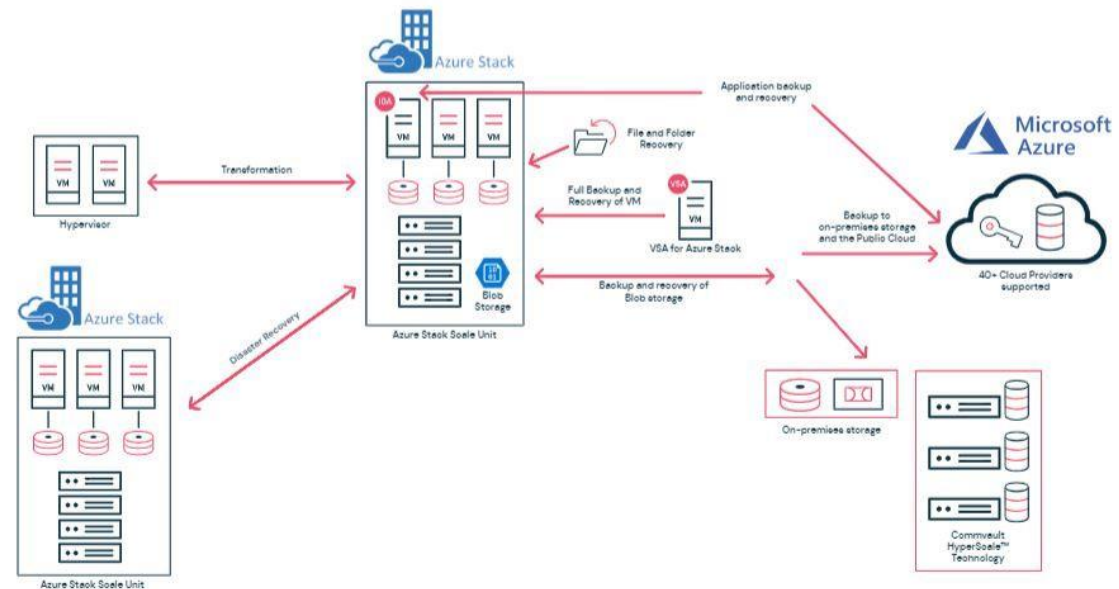 Azure Stack
IDA
VM
VM
VM
Blob
Storage
Azure Stack Scale Unit
VM
VM
Hypervisor
Transformation
Application backup
and recovery
File and Folder
Recovery
Full Backup and
Recovery of VM
VSA
VM
VSA for Azure Stack
Backup and recovery of
Blob storage
Backup to
on-premises storage
and the Public Cloud
Microsoft
Azure
40+ Cloud Providers
supported
Disaster Recovery
Azure Stack
VM
VM
VM
Azure Stack Scale Unit
On-premises storage
Commvault
HyperScale™
Technology